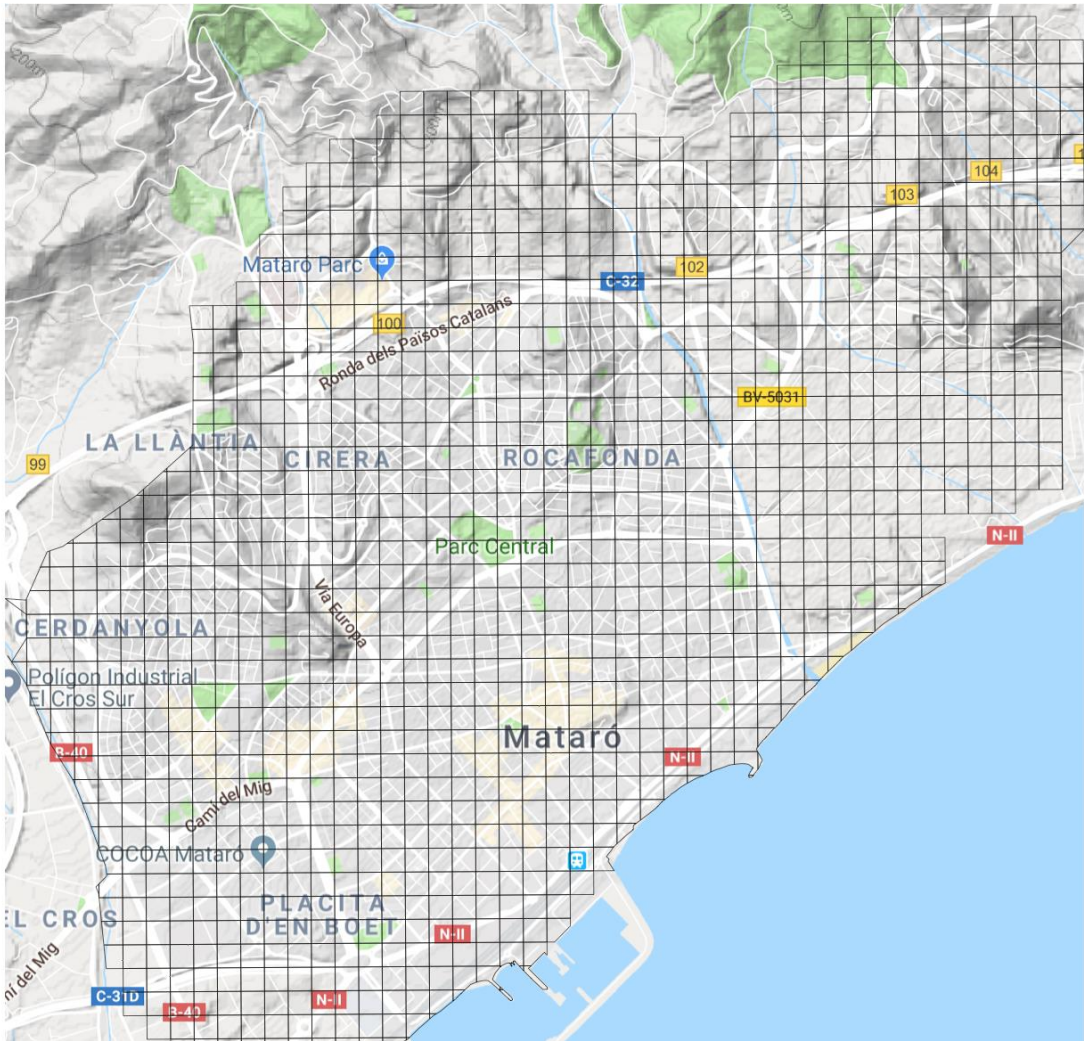 200m
104
103
102
Mataro Parc
C-32
100
Ronda dels Països Catalans
BV-5031
LA LLÀNTIA
CIRERA
ROCAFONDA
99
Parc Central
N-II
Via Europa
CERDANYOLA
Polígon Industrial
El Cros Sur
Mataró
B-40
N-II
Camí del Mig
COCOA Mataró
PLACITA
D'EN BOET
EL CROS
N-II
C-31D
N-II
B-40